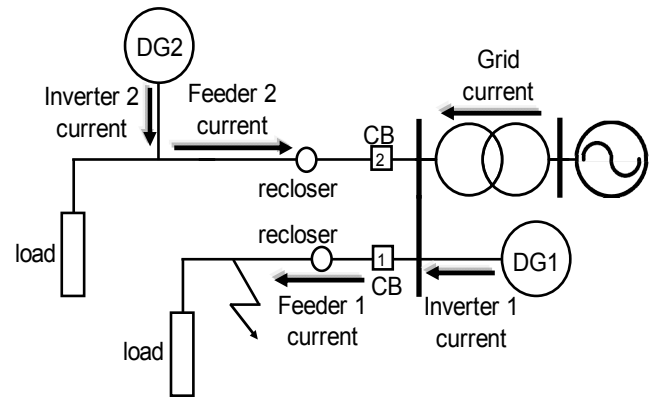 DG2
Grid
current
Inverter 2
current
Feeder 2
current
CB
2
recloser
load
recloser
1
CB
DG1
Feeder 1
current
Inverter 1
current
load